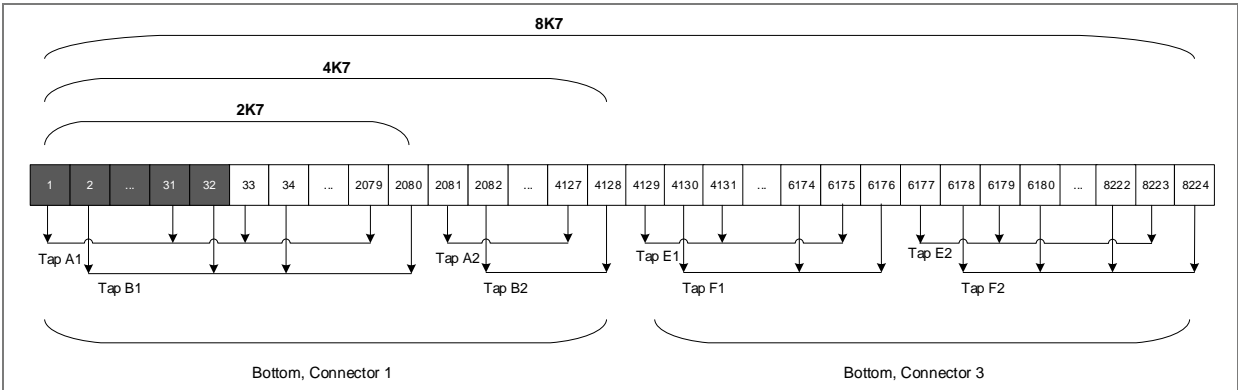 8K7
4K7
2K7
1 2 ... 31 32 33 34 ... 2079 2080 2081 2082 ... 4127 4128 4129 4130 4131 ... 6174 6175 6176 6177 6178 6179 6180 ... 8222 8223 8224
Tap A1 Tap A2 Tap E1 Tap E2
Tap B1 Tap B2 Tap F1 Tap F2
Bottom, Connector 1 Bottom, Connector 3